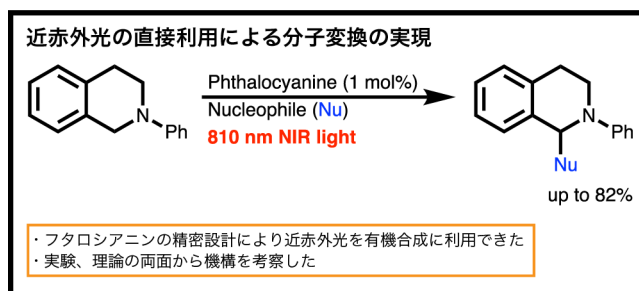 近赤外光の直接利用による分子変換の実現
Phthalocyanine (1 mol%)
Nucleophile (Nu)
810 nm NIR light
N
Ph
N
Ph
Nu
up to 82%
・フタロシアニンの精密設計により近赤外光を有機合成に利用できた
・実験、理論の両面から機構を考察した